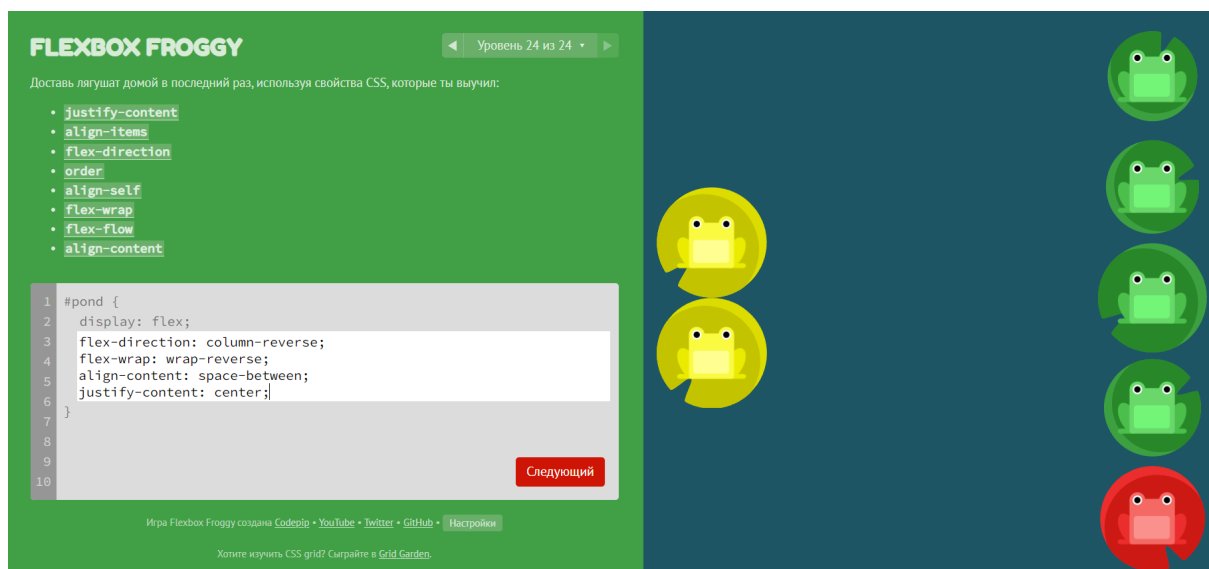 FLEXBOX FROGGY
◀ Уровень 24 из 24 ▾ ▶
Доставь лягушат домой в последний раз, используя свойства CSS, которые ты выучил:
• justify-content
• align-items
• flex-direction
• order
• align-self
• flex-wrap
• flex-flow
• align-content
1 #pond {
2 display: flex;
3 flex-direction: column-reverse;
4 flex-wrap: wrap-reverse;
5 align-content: space-between;
6 justify-content: center;
7 }
8
9
10
Следующий
Игра Flexbox Froggy создана Codepip • YouTube • Twitter • GitHub • Настройки
Хотите изучить CSS grid? Сыграйте в Grid Garden.